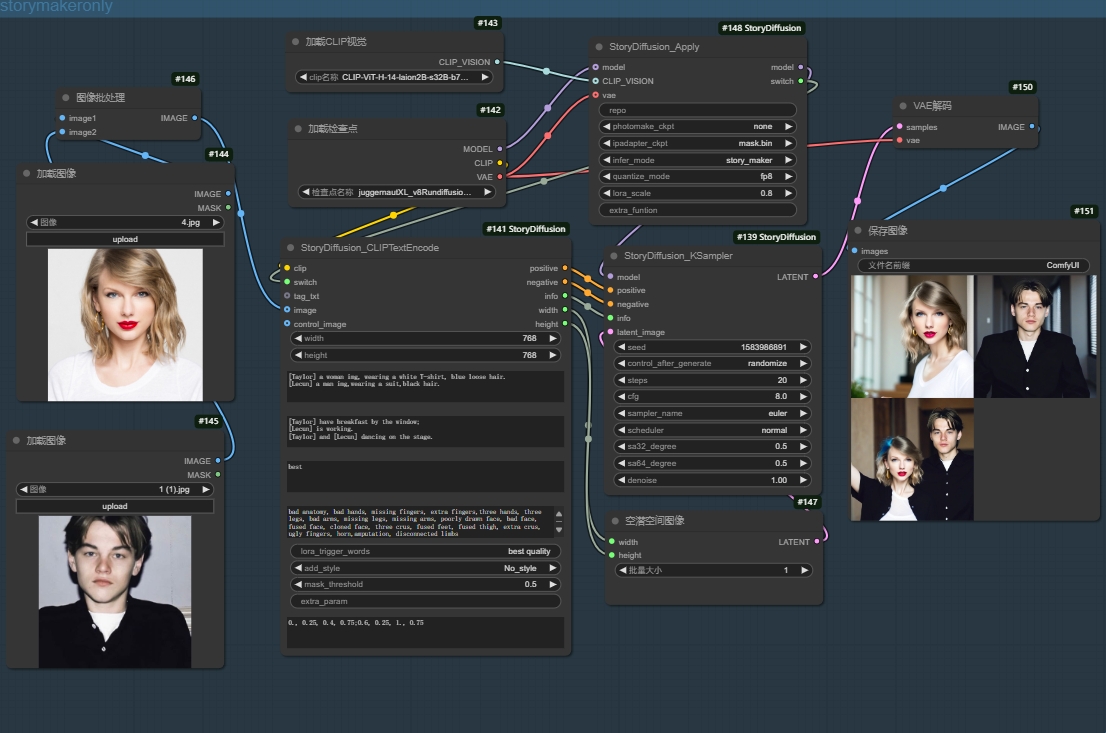 storymakeronly
#143
加载CLIP视觉
CLIP_VISION
clip名称 CLIP-ViT-H-14-laion2B-s32B-b7...
#142
加载检查点
MODEL
CLIP
VAE
检查点名称 juggernautXL_v8Rundiffusio...
#148 StoryDiffusion
StoryDiffusion_Apply
model model
CLIP_VISION switch
vae
repo
photomake_ckpt none
ipadapter_ckpt mask.bin
infer_mode story_maker
quantize_mode fp8
lora_scale 0.8
extra_funtion
#146
图像批处理
image1 IMAGE
image2
#144
加载图像
IMAGE
MASK
图像 4.jpg
upload
#145
加载图像
IMAGE
MASK
图像 1 (1).jpg
upload
#141 StoryDiffusion
StoryDiffusion_CLIPTextEncode
clip positive
switch negative
tag_txt info
image width
control_image height
width 768
height 768
[Taylor] a woman img, wearing a white T-shirt, blue loose hair.
[Lecun] a man img,wearing a suit,black hair.
[Taylor] have breakfast by the window;
[Lecun] is working.
[Taylor] and [Lecun] dancing on the stage.
best
bad anatomy, bad hands, missing fingers, extra fingers,three hands, three
legs, bad arms, missing legs, missing arms, poorly drawn face, bad face,
fused face, cloned face, three crus, fused feet, fused thigh, extra crus,
ugly fingers, horn,amputation, disconnected limbs
lora_trigger_words best quality
add_style No_style
mask_threshold 0.5
extra_param
0., 0.25, 0.4, 0.75;0.6, 0.25, 1., 0.75
#139 StoryDiffusion
StoryDiffusion_KSampler
model LATENT
positive
negative
info
latent_image
seed 1583986891
control_after_generate randomize
steps 20
cfg 8.0
sampler_name euler
scheduler normal
sa32_degree 0.5
sa64_degree 0.5
denoise 1.00
#147
空潜空间图像
width LATENT
height
批量大小 1
#150
VAE解码
samples IMAGE
vae
#151
保存图像
images
文件名前缀 ComfyUI